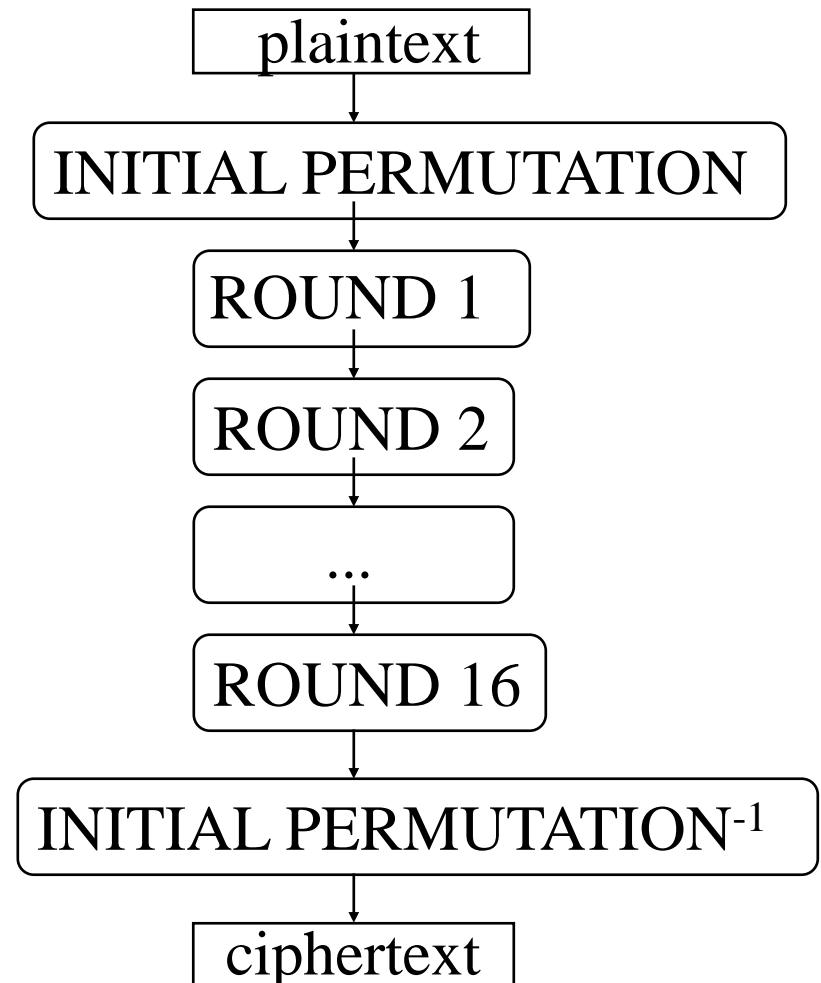 plaintext
INITIAL PERMUTATION
ROUND 1
ROUND 2
...
ROUND 16
INITIAL PERMUTATION-1
ciphertext